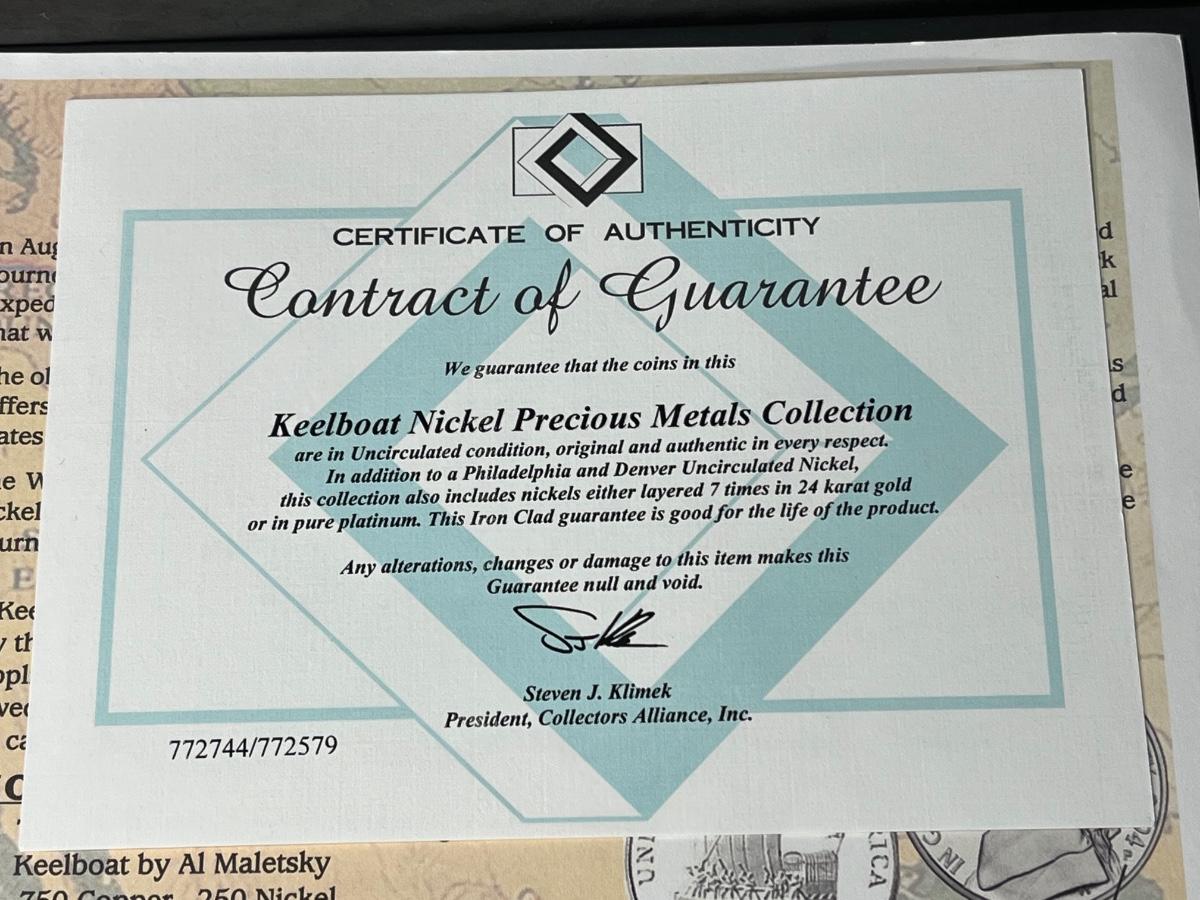 CERTIFICATE OF AUTHENTICITY
Contract of Guarantee
We guarantee that the coins in this
Keelboat Nickel Precious Metals Collection
are in Uncirculated condition, original and authentic in every respect.
In addition to a Philadelphia and Denver Uncirculated Nickel,
this collection also includes nickels either layered 7 times in 24 karat gold
or in pure platinum. This Iron Clad guarantee is good for the life of the product.
Any alterations, changes or damage to this item makes this
Guarantee null and void.
Steven J. Klimek
President, Collectors Alliance, Inc.
772744/772579
Keelboat by Al Maletsky
.750 Copper .250 Nickel